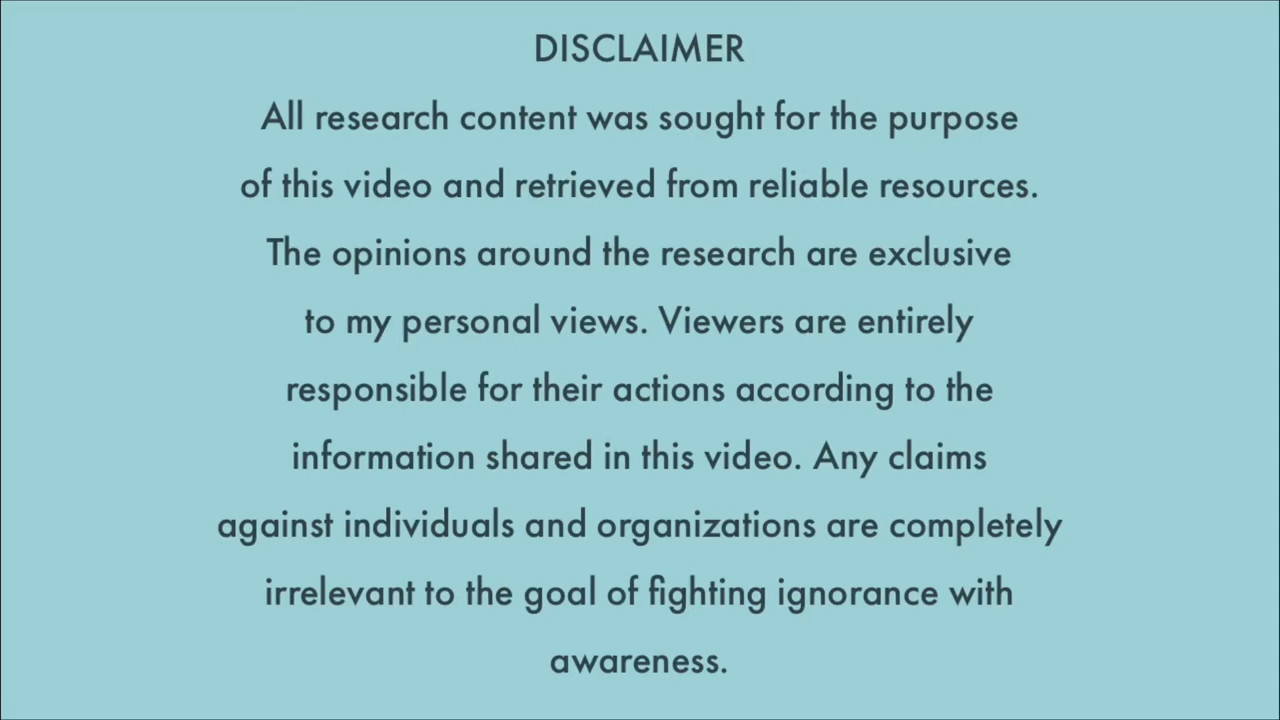 DISCLAIMER
All research content was sought for the purpose
of this video and retrieved from reliable resources.
The opinions around the research are exclusive
to my personal views. Viewers are entirely
responsible for their actions according to the
information shared in this video. Any claims
against individuals and organizations are completely
irrelevant to the goal of fighting ignorance with
awareness.